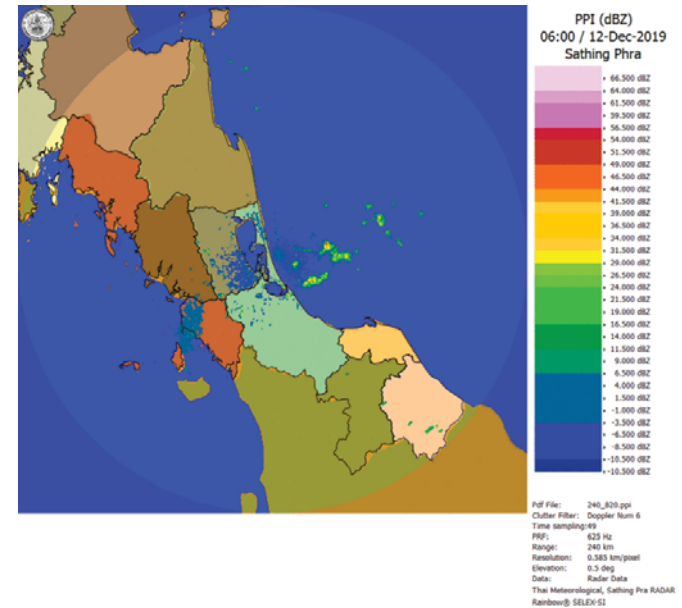 PPI (dBZ)
06:00 / 12-Dec-2019
Sathing Phra
66.500 dBZ
64.000 dBZ
61.500 dBZ
59.500 dBZ
56.500 dBZ
54.000 dBZ
51.500 dBZ
49.000 dBZ
46.500 dBZ
44.000 dBZ
41.500 dBZ
39.000 dBZ
36.500 dBZ
34.000 dBZ
31.500 dBZ
29.000 dBZ
26.500 dBZ
24.000 dBZ
21.500 dBZ
19.000 dBZ
16.500 dBZ
14.000 dBZ
11.500 dBZ
9.000 dBZ
6.500 dBZ
4.000 dBZ
1.500 dBZ
-1.000 dBZ
-3.500 dBZ
-6.500 dBZ
-8.500 dBZ
-10.500 dBZ
-10.500 dBZ
Pdf File: 240_820.ppi
Clutter Filter: Doppler Num 6
Time sampling:49
PRF: 625 Hz
Range: 240 km
Resolution: 0.585 km/pixel
Elevation: 0.5 deg
Data: Radar Data
Thai Meteorological, Sathing Pra RADAR
Rainbow® SELEX-SI